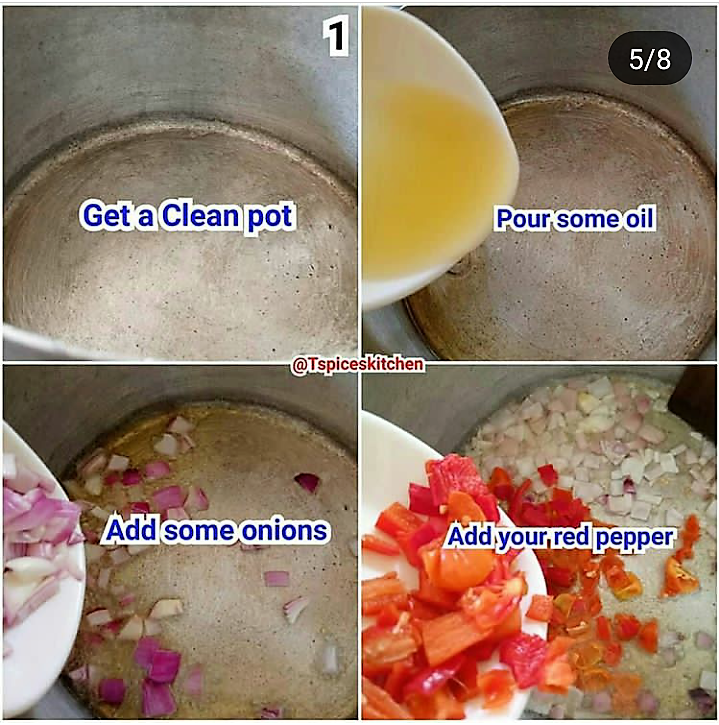 1
5/8
Get a Clean pot
Pour some oil
@Tspiceskitchen
Add some onions
Add your red pepper